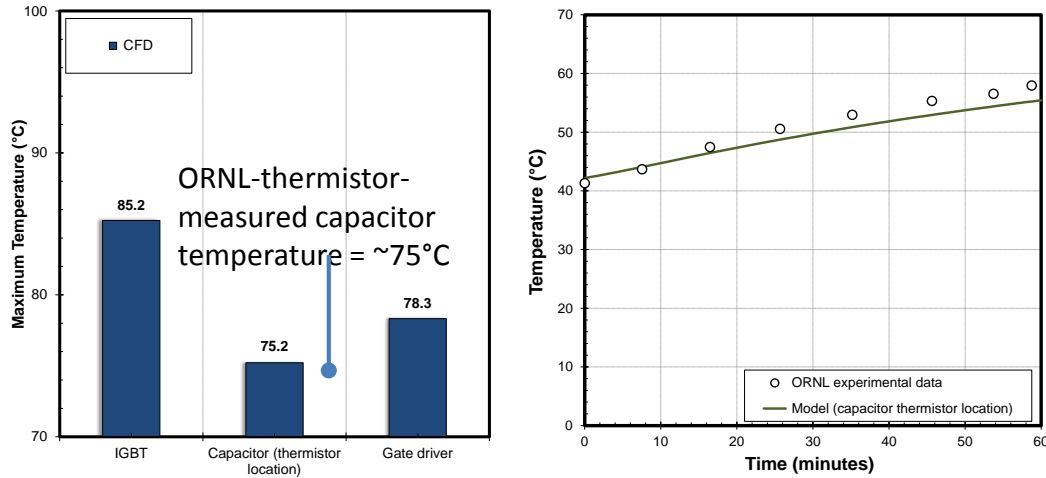 100
90
80
70
Maximum Temperature (°C)
CFD
ORNL-thermistor-
measured capacitor
temperature = ~75°C
85.2
75.2
78.3
IGBT
Capacitor (thermistor
location)
Gate driver
70
60
50
40
30
20
10
0
Temperature (°C)
ORNL experimental data
Model (capacitor thermistor location)
0
10
20
30
40
50
60
Time (minutes)